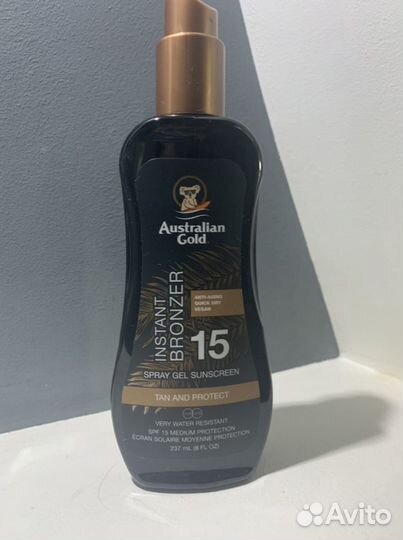 Australian
Gold
INSTANT
BRONZER
ANTI-AGING
QUICK DRY
VEGAN
15
SPRAY GEL SUNSCREEN
TAN AND PROTECT
VERY WATER RESISTANT
SPF 15 MEDIUM PROTECTION
ÉCRAN SOLAIRE MOYENNE PROTECTION
237 mL (8 FL OZ)
Avito